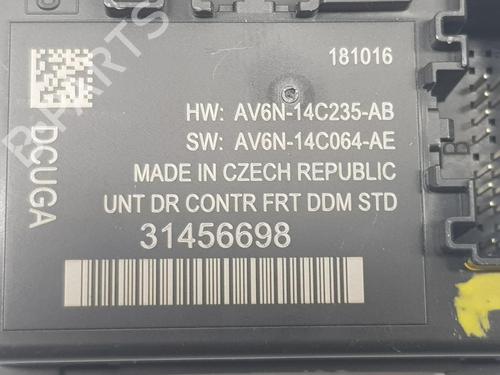 181016
HW: AV6N-14C235-AB
SW: AV6N-14C064-AE
MADE IN CZECH REPUBLIC
UNT DR CONTR FRT DDM STD
31456698
DCUGA
B-PARTS